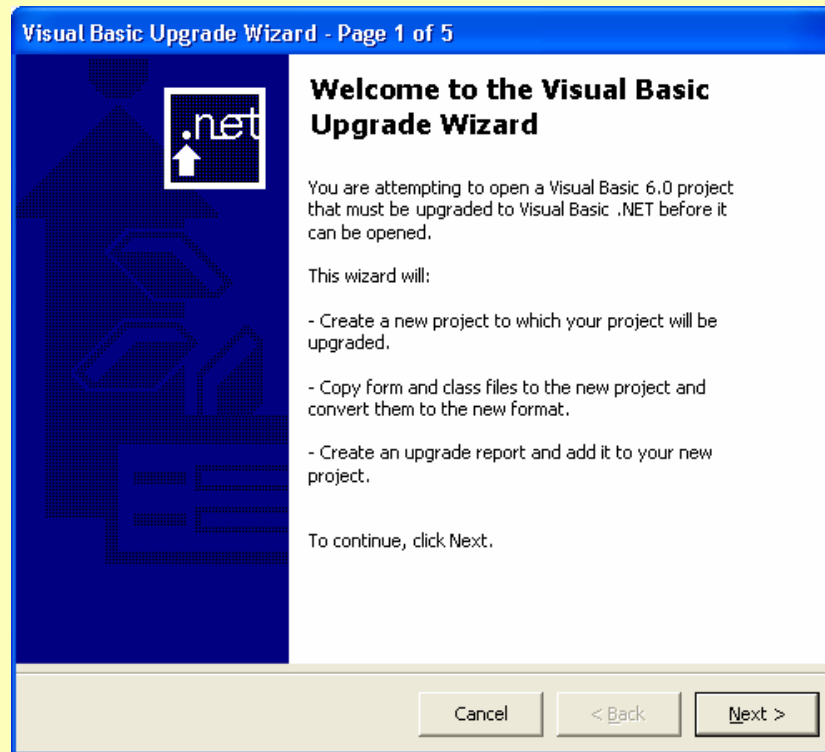 Visual Basic Upgrade Wizard - Page 1 of 5
.net
Welcome to the Visual Basic
Upgrade Wizard
You are attempting to open a Visual Basic 6.0 project
that must be upgraded to Visual Basic .NET before it
can be opened.
This wizard will:
- Create a new project to which your project will be
upgraded.
- Copy form and class files to the new project and
convert them to the new format.
- Create an upgrade report and add it to your new
project.
To continue, click Next.
Cancel < Back Next >